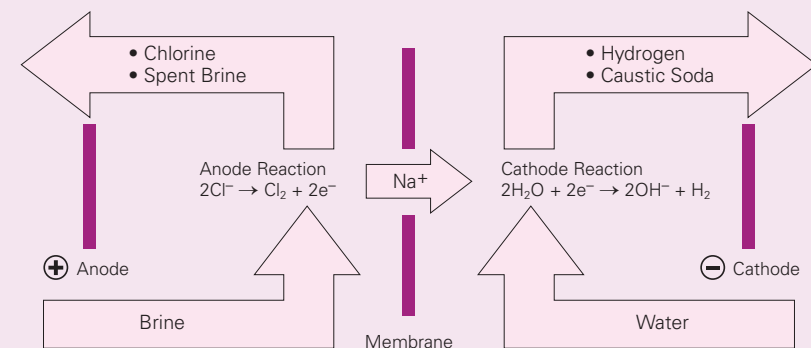 • Chlorine
• Spent Brine
• Hydrogen
• Caustic Soda
Anode Reaction
2Cl⁻ → Cl₂ + 2e⁻
Na⁺
Cathode Reaction
2H₂O + 2e⁻ → 2OH⁻ + H₂
+ Anode
− Cathode
Brine
Membrane
Water